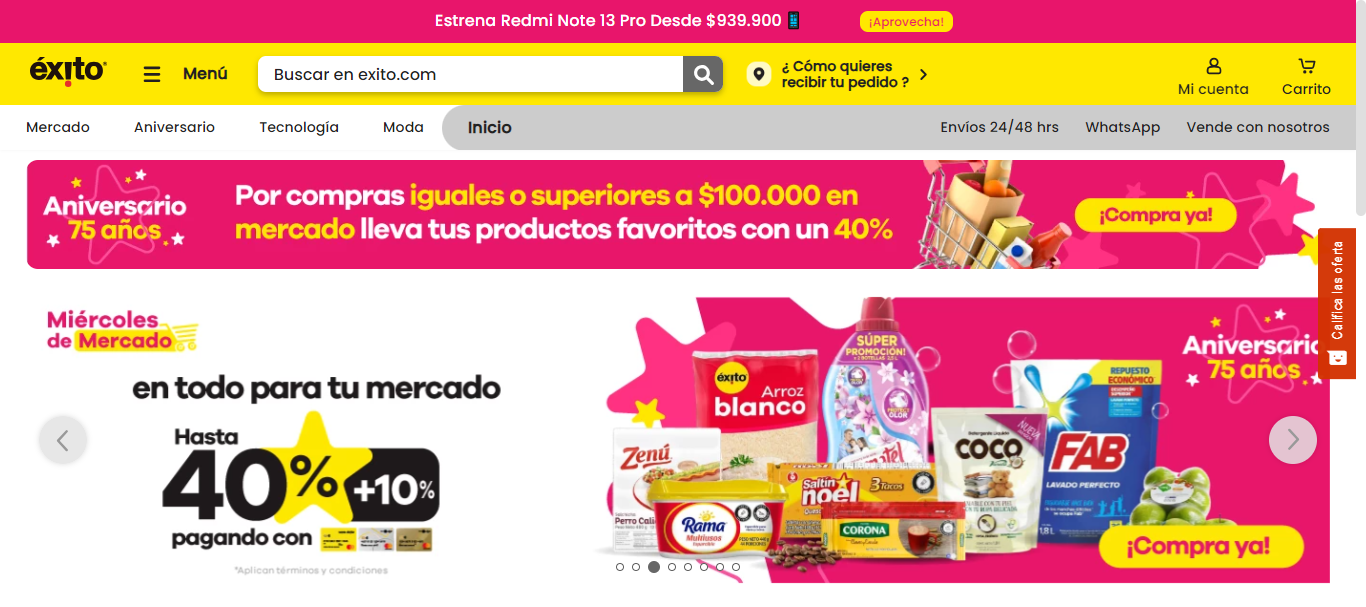 Estrena Redmi Note 13 Pro Desde $939.900
¡Aprovecha!
éxito
Menú
Buscar en exito.com
¿ Cómo quieres
recibir tu pedido ?
Mi cuenta
Carrito
Mercado
Aniversario
Tecnología
Moda
Inicio
Envíos 24/48 hrs
WhatsApp
Vende con nosotros
Aniversario
75 años
Por compras iguales o superiores a $100.000 en
mercado lleva tus productos favoritos con un 40%
¡Compra ya!
Califica las oferta
Miércoles
de Mercado
en todo para tu mercado
Hasta
40% +10%
pagando con
*Aplican términos y condiciones
éxito
Arroz
blanco
SÚPER
PROMOCIÓN!
Zenú
Rama
Multiusos
Saltín
noel
3 Tacos
CORONA
NUEVO
COCO
REPUESTO
ECONÓMICO
FAB
LAVADO PERFECTO
1,8 L
Aniversario
75 años
¡Compra ya!